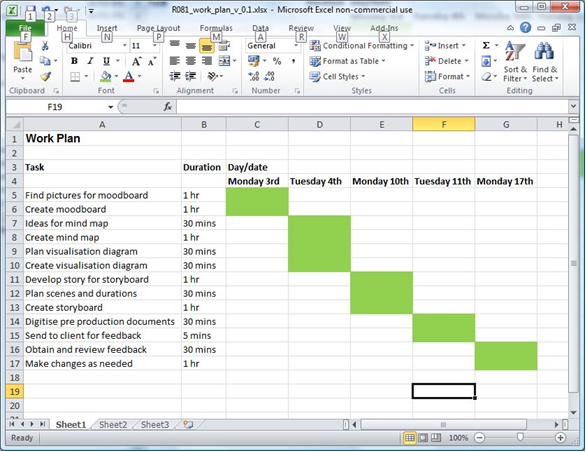 R081_work_plan_v_0.1.xlsx - Microsoft Excel non-commercial use
1 2 3
File Home Insert Page Layout Formulas Data Review View Add-Ins
F H N P M A R W X
Paste
Calibri 11
B I U
A A
General
% ,
Conditional Formatting
Format as Table
Cell Styles
Insert
Delete
Format
Σ
Sort & Filter
Find & Select
Clipboard Font Alignment Number Styles Cells Editing
F19 fx
A B C D E F G H
1 Work Plan
2
3 Task Duration Day/date
4 Monday 3rd Tuesday 4th Monday 10th Tuesday 11th Monday 17th
5 Find pictures for moodboard 1 hr
6 Create moodboard 1 hr
7 Ideas for mind map 30 mins
8 Create mind map 1 hr
9 Plan visualisation diagram 30 mins
10 Create visualisation diagram 30 mins
11 Develop story for storyboard 1 hr
12 Plan scenes and durations 30 mins
13 Create storyboard 1 hr
14 Digitise pre production documents 30 mins
15 Send to client for feedback 5 mins
16 Obtain and review feedback 30 mins
17 Make changes as needed 1 hr
18
19
20
Sheet1 Sheet2 Sheet3
Ready 100%